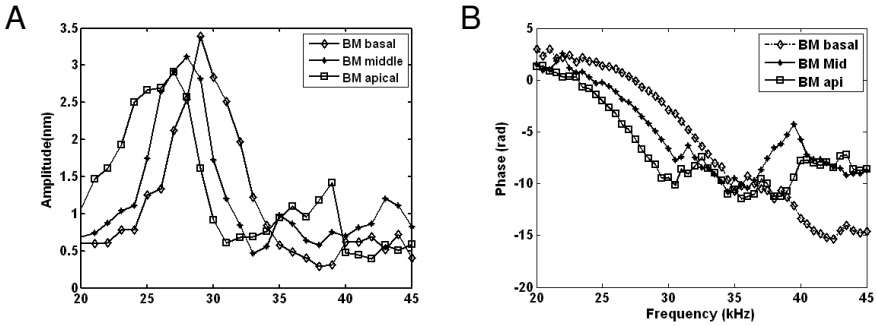 A
3.5
3
2.5
2
1.5
1
0.5
0
20 25 30 35 40 45
Amplitude(nm)
BM basal
BM middle
BM apical
B
5
0
-5
-10
-15
-20
20 25 30 35 40 45
Phase (rad)
Frequency (kHz)
BM basal
BM Mid
BM api